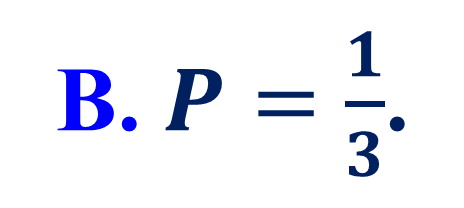 B. P = 1/3.